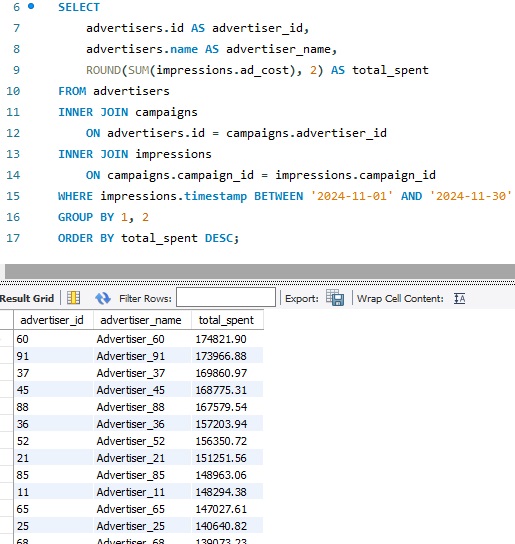 6 SELECT
7 advertisers.id AS advertiser_id,
8 advertisers.name AS advertiser_name,
9 ROUND(SUM(impressions.ad_cost), 2) AS total_spent
10 FROM advertisers
11 INNER JOIN campaigns
12 ON advertisers.id = campaigns.advertiser_id
13 INNER JOIN impressions
14 ON campaigns.campaign_id = impressions.campaign_id
15 WHERE impressions.timestamp BETWEEN '2024-11-01' AND '2024-11-30'
16 GROUP BY 1, 2
17 ORDER BY total_spent DESC;
Result Grid Filter Rows: Export: Wrap Cell Content: IA
advertiser_id advertiser_name total_spent
60 Advertiser_60 174821.90
91 Advertiser_91 173966.88
37 Advertiser_37 169860.97
45 Advertiser_45 168775.31
88 Advertiser_88 167579.54
36 Advertiser_36 157203.94
52 Advertiser_52 156350.72
21 Advertiser_21 151251.56
85 Advertiser_85 148963.06
11 Advertiser_11 148294.38
65 Advertiser_65 147027.61
25 Advertiser_25 140640.82
68 Advertiser_68 139073.23